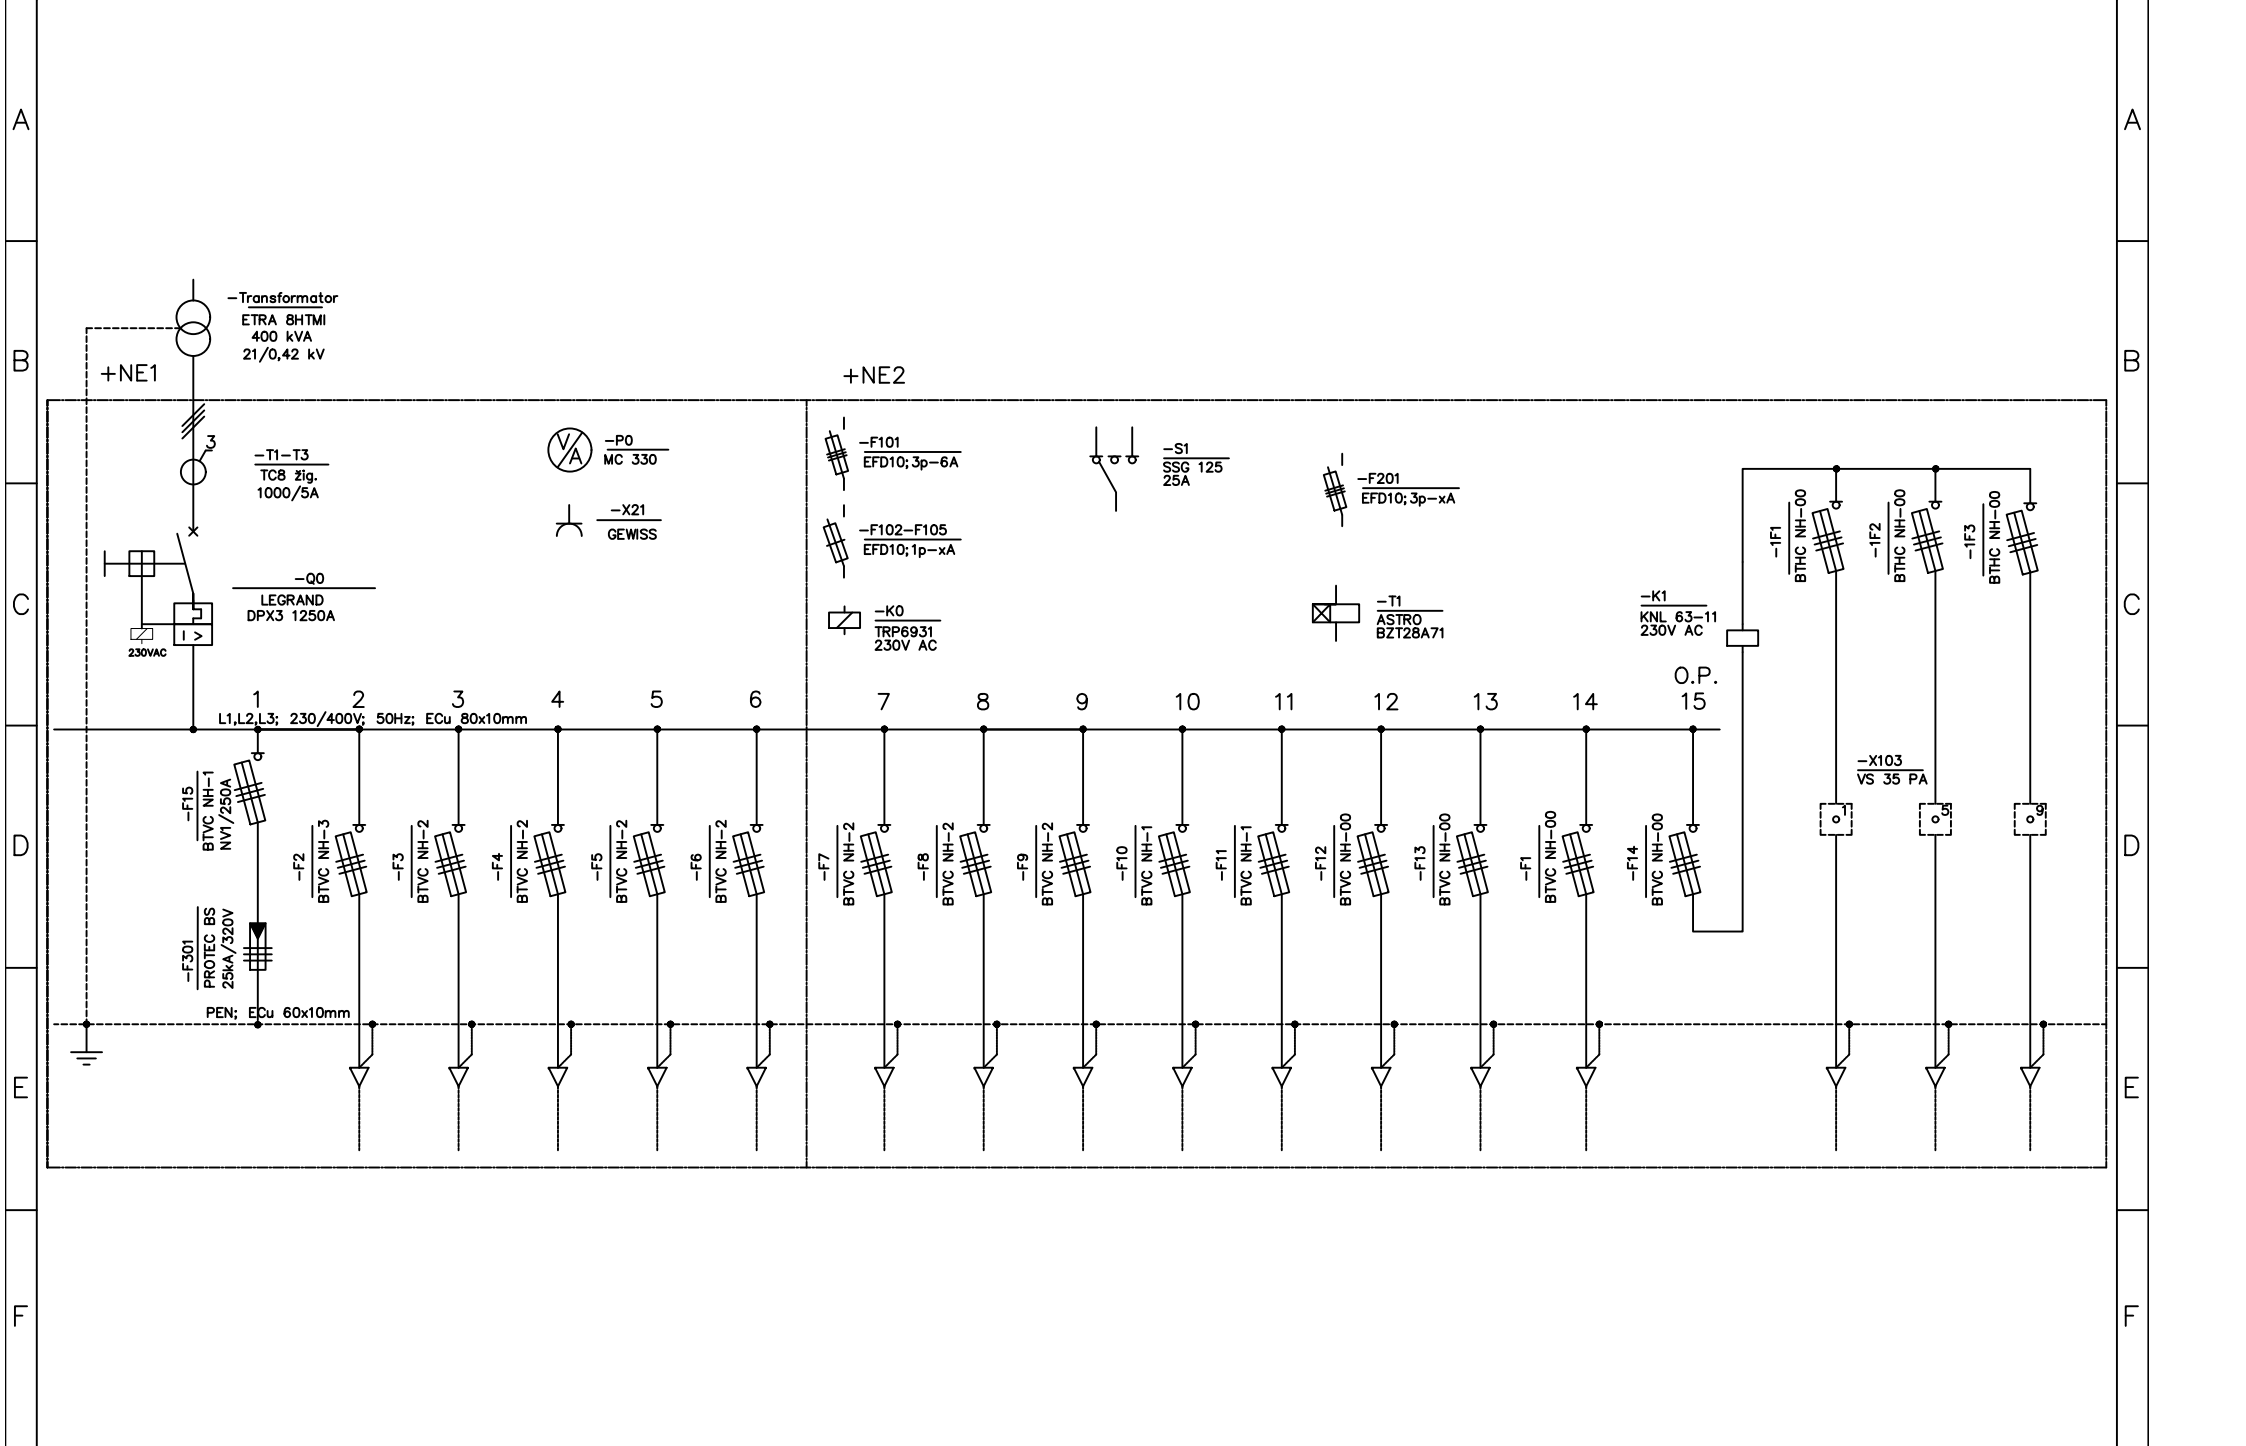 A
A
B
B
C
C
D
D
E
E
F
F
-Transformator
ETRA 8HTMI
400 kVA
21/0,42 kV
+NE1
+NE2
3
-T1-T3
TC8 žig.
1000/5A
-P0
MC 330
-X21
GEWISS
V
A
-Q0
LEGRAND
DPX3 1250A
I >
230VAC
-F101
EFD10;3p-6A
-F102-F105
EFD10;1p-xA
-K0
TRP6931
230V AC
-S1
SSG 125
25A
-F201
EFD10;3p-xA
-T1
ASTRO
BZT28A71
-K1
KNL 63-11
230V AC
-1F1
BTHC NH-00
-1F2
BTHC NH-00
-1F3
BTHC NH-00
O.P.
1
2
3
4
5
6
7
8
9
10
11
12
13
14
15
L1,L2,L3; 230/400V; 50Hz; ECu 80x10mm
-F15
BTVC NH-1
NV1/250A
-F301
PROTEC BS
25kA/320V
-F2
BTVC NH-3
-F3
BTVC NH-2
-F4
BTVC NH-2
-F5
BTVC NH-2
-F6
BTVC NH-2
-F7
BTVC NH-2
-F8
BTVC NH-2
-F9
BTVC NH-2
-F10
BTVC NH-1
-F11
BTVC NH-1
-F12
BTVC NH-00
-F13
BTVC NH-00
-F1
BTVC NH-00
-F14
BTVC NH-00
-X103
VS 35 PA
1
5
9
PEN; ECu 60x10mm